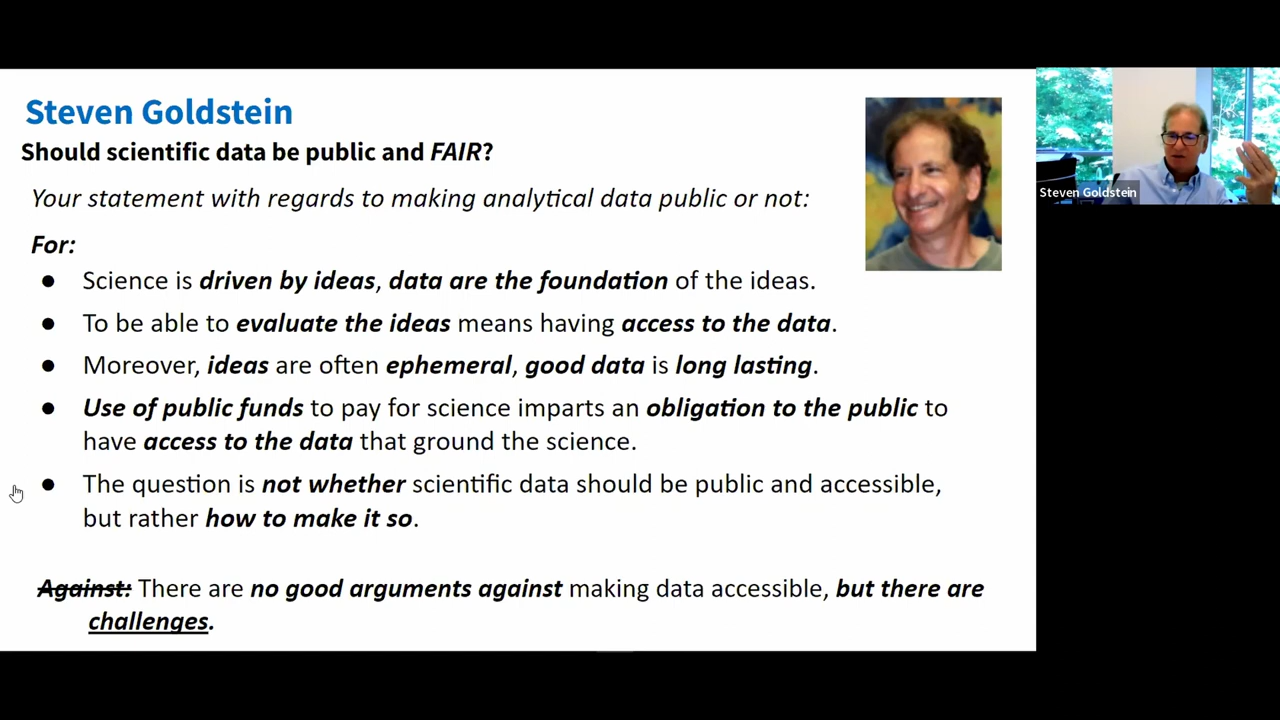 Steven Goldstein
Should scientific data be public and FAIR?
Your statement with regards to making analytical data public or not:
For:
● Science is driven by ideas, data are the foundation of the ideas.
● To be able to evaluate the ideas means having access to the data.
● Moreover, ideas are often ephemeral, good data is long lasting.
● Use of public funds to pay for science imparts an obligation to the public to
have access to the data that ground the science.
● The question is not whether scientific data should be public and accessible,
but rather how to make it so.
Against: There are no good arguments against making data accessible, but there are
challenges.
Steven Goldstein